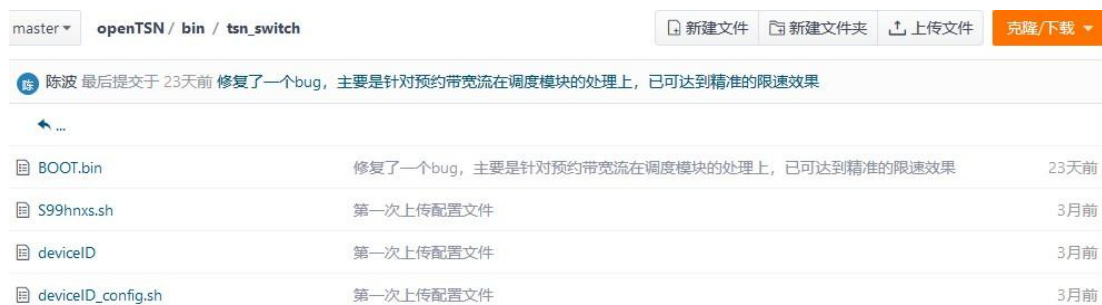 master openTSN / bin / tsn_switch 新建文件 新建文件夹 上传文件 克隆/下载
陈 陈波 最后提交于 23天前 修复了一个bug，主要是针对预约带宽流在调度模块的处理上，已可达到精准的限速效果
...
BOOT.bin 修复了一个bug，主要是针对预约带宽流在调度模块的处理上，已可达到精准的限速效果 23天前
S99hnxs.sh 第一次上传配置文件 3月前
deviceID 第一次上传配置文件 3月前
deviceID_config.sh 第一次上传配置文件 3月前